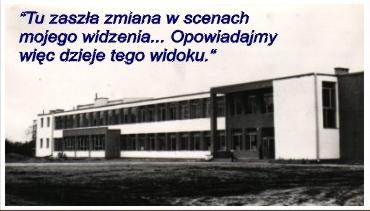 “Tu zaszła zmiana w scenach
mojego widzenia... Opowiadajmy
więc dzieje tego widoku.“